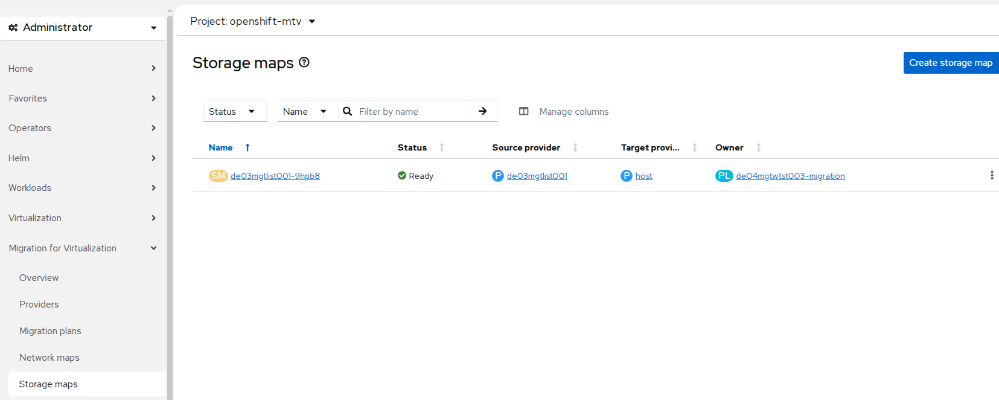 Administrator
Project: openshift-mtv
Storage maps
Create storage map
Home
Favorites
Operators
Helm
Workloads
Virtualization
Migration for Virtualization
Overview
Providers
Migration plans
Network maps
Storage maps
Status Name Filter by name Manage columns
Name Status Source provider Target provi... Owner
SM de03mgtlist001-9hpb8 Ready P de03mgtlist001 P host PL de04mgtwtst003-migration